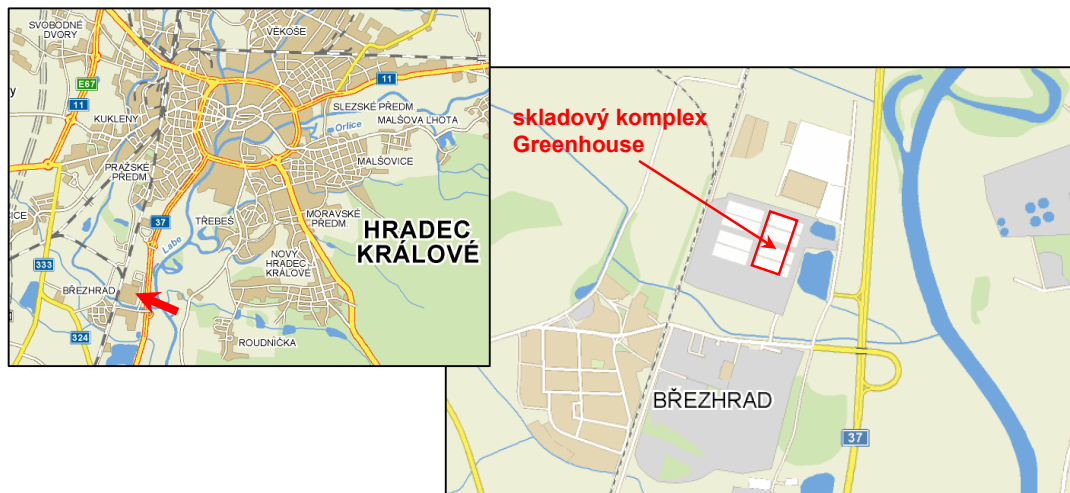 SVOBODNÉ
DVORY
VĚKOŠE
E67
11
11
SLEZSKÉ PŘEDM
MALŠOVA LHOTA
KUKLENY
Orlice
MALŠOVICE
PRAŽSKÉ
PŘEDM
37
TŘEBEŠ
MORAVSKÉ
PŘEDM
HRADEC
KRÁLOVÉ
Labe
NOVÝ
HRADEC
KRÁLOVÉ
333
BŘEZHRAD
324
ROUDNIČKA
skladový komplex
Greenhouse
BŘEZHRAD
37